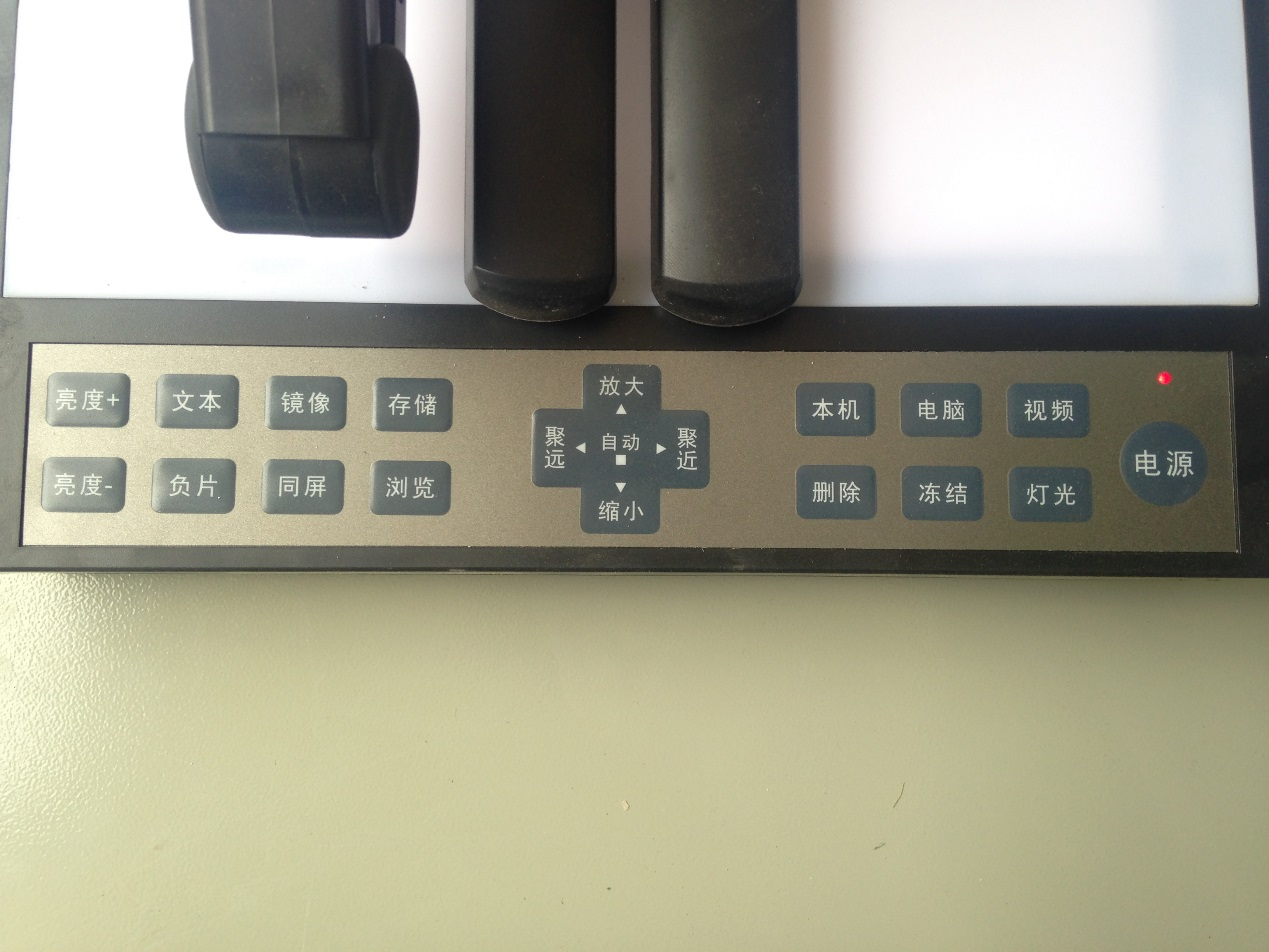 亮度+ 文本 镜像 存储
亮度- 负片 同屏 浏览
放大
聚远 自动 聚近
缩小
本机 电脑 视频
删除 冻结 灯光
电源